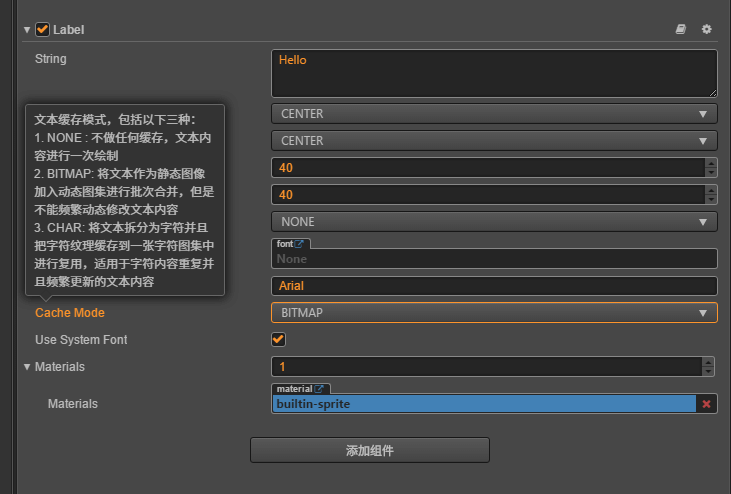 Label
String
Hello
CENTER
CENTER
40
40
NONE
font
None
Arial
文本缓存模式，包括以下三种：
1. NONE : 不做任何缓存，文本内
容进行一次绘制
2. BITMAP: 将文本作为静态图像
加入动态图集进行批次合并，但是
不能频繁动态修改文本内容
3. CHAR: 将文本拆分为字符并且
把字符纹理缓存到一张字符图集中
进行复用，适用于字符内容重复并
且频繁更新的文本内容
Cache Mode
BITMAP
Use System Font
Materials
1
material
Materials
builtin-sprite
添加组件